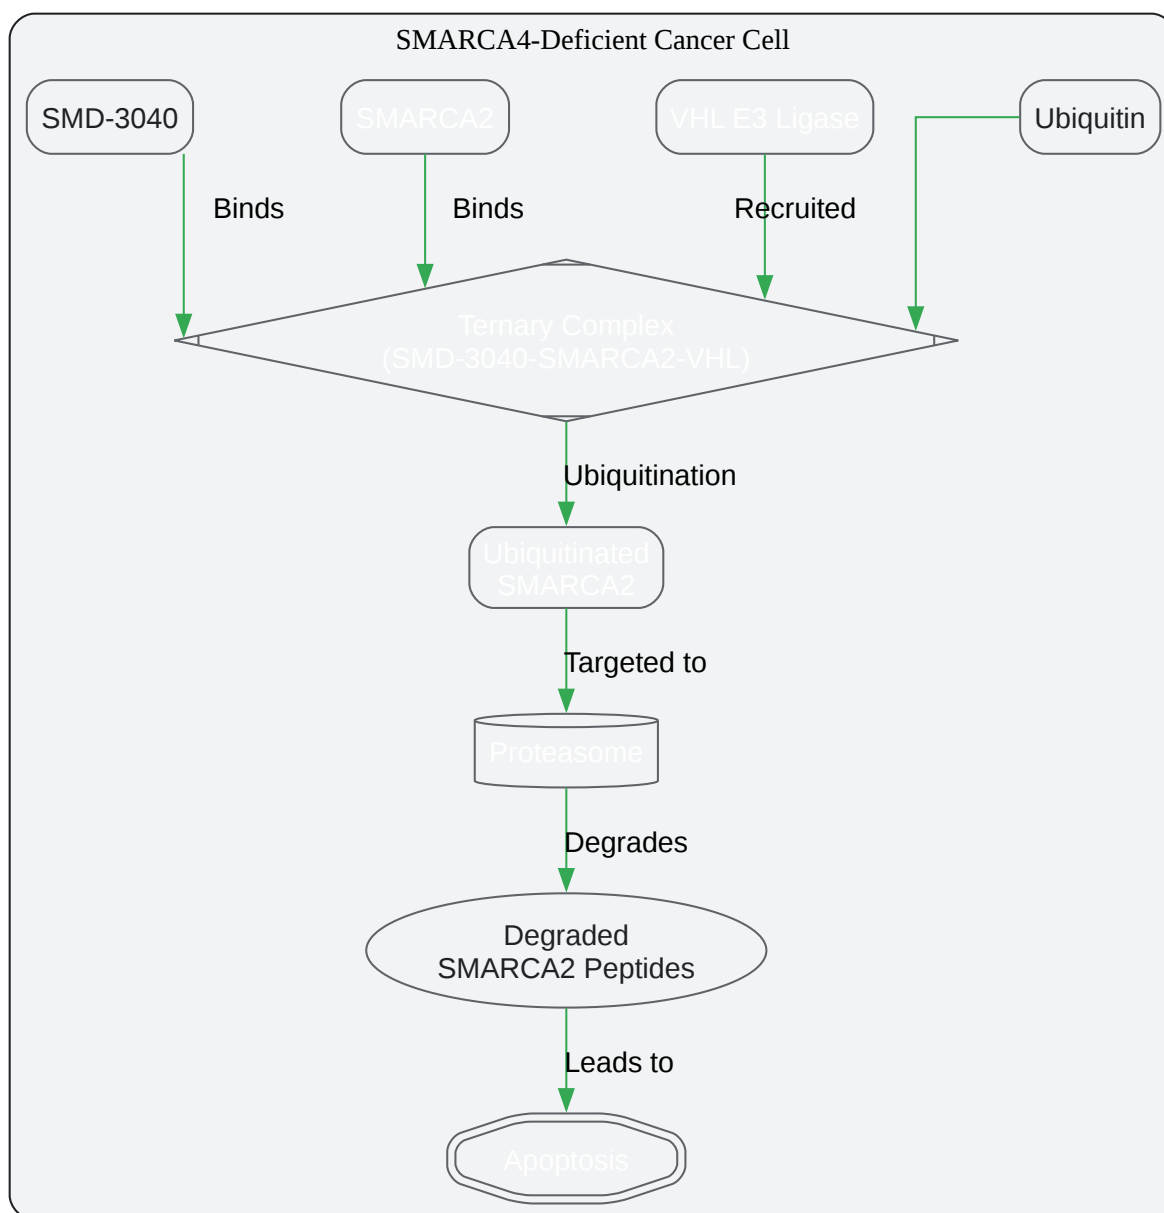 SMARCA4-Deficient Cancer Cell
SMD-3040
SMARCA2
VHL E3 Ligase
Ubiquitin
Binds
Binds
Recruited
Ternary Complex
(SMD-3040-SMARCA2-VHL)
Ubiquitination
Ubiquitinated
SMARCA2
Targeted to
Proteasome
Degrades
Degraded
SMARCA2 Peptides
Leads to
Apoptosis